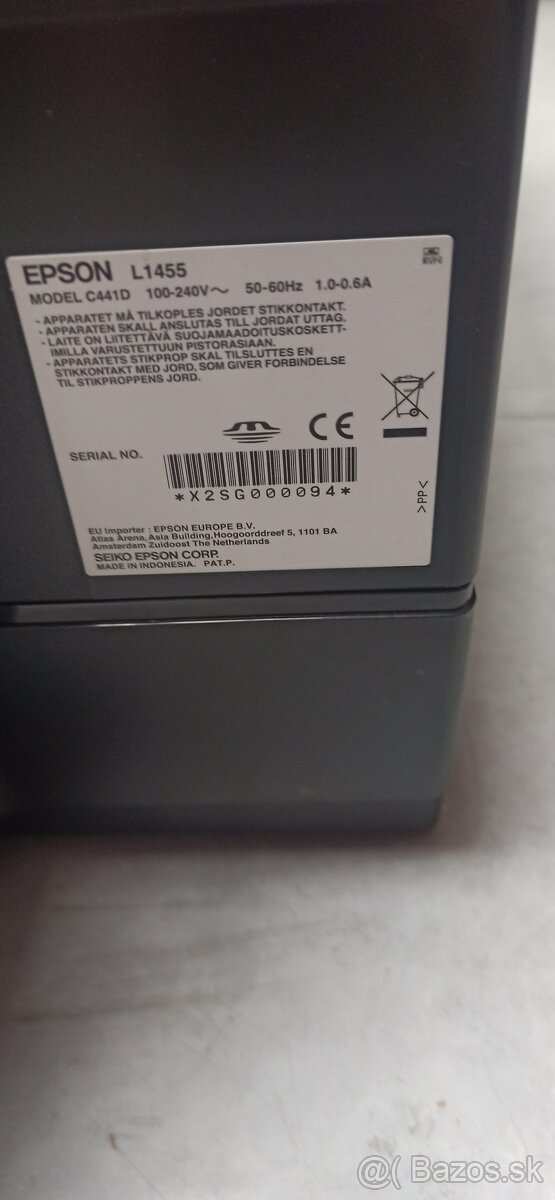 EPSON L1455
MODEL C441D 100-240V~ 50-60Hz 1.0-0.6A
- APPARATET MÅ TILKOPLES JORDET STIKKONTAKT.
- APPARATEN SKALL ANSLUTAS TILL JORDAT UTTAG.
- LAITE ON LIITETTÄVÄ SUOJAMAADOITUSKOSKETT-
IMILLA VARUSTETTUUN PISTORASIAAN.
- APPARATETS STIKPROP SKAL TILSLUTTES EN
STIKKONTAKT MED JORD, SOM GIVER FORBINDELSE
TIL STIKPROPPENS JORD.
CE
SERIAL NO.
*X2SG000094*
>PP<
EU Importer : EPSON EUROPE B.V.
Atlas Arena, Asia Building, Hoogoorddreef 5, 1101 BA
Amsterdam Zuidoost The Netherlands
SEIKO EPSON CORP.
MADE IN INDONESIA. PAT.P.
@( Bazos.sk